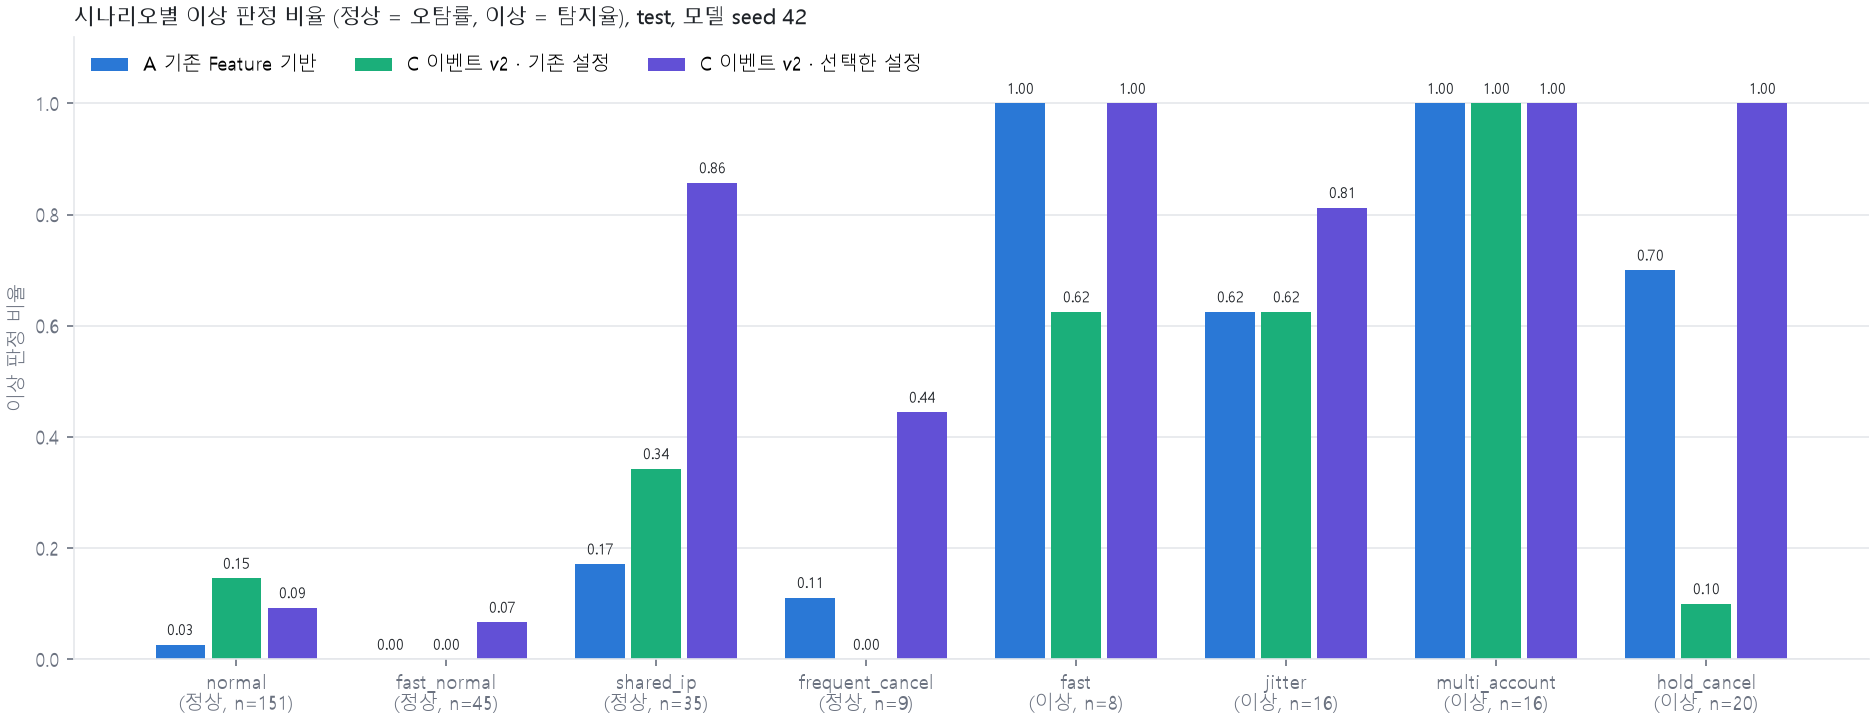 시나리오별 이상 판정 비율 (정상 = 오탐률, 이상 = 탐지율), test, 모델 seed 42
A 기존 Feature 기반
C 이벤트 v2 · 기존 설정
C 이벤트 v2 · 선택한 설정
이상 판정 비율
1.0
0.8
0.6
0.4
0.2
0.0
0.03
0.15
0.09
0.00
0.00
0.07
0.17
0.34
0.86
0.11
0.00
0.44
1.00
0.62
1.00
0.62
0.62
0.81
1.00
1.00
1.00
0.70
0.10
1.00
normal
(정상, n=151)
fast_normal
(정상, n=45)
shared_ip
(정상, n=35)
frequent_cancel
(정상, n=9)
fast
(이상, n=8)
jitter
(이상, n=16)
multi_account
(이상, n=16)
hold_cancel
(이상, n=20)